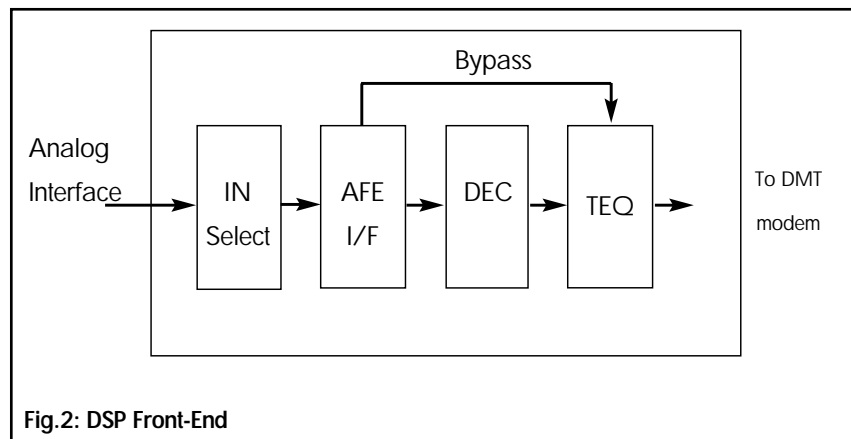 Bypass
Analog
Interface
IN
Select
AFE
I/F
DEC
TEQ
To DMT
modem
Fig.2: DSP Front-End